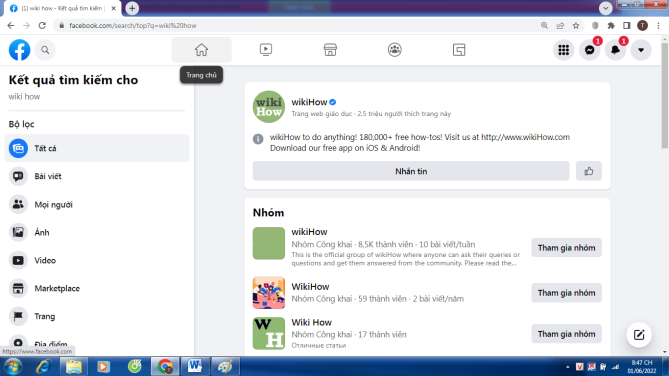 (1) wiki how - Kết quả tìm kiếm |
facebook.com/search/top?q=wiki%20how
T
1
1
Trang chủ
Kết quả tìm kiếm cho
wiki how
Bộ lọc
Tất cả
Bài viết
Mọi người
Ảnh
Video
Marketplace
Trang
Địa điểm
https://www.facebook.com
wiki
How
wikiHow
Trang web giáo dục · 2,5 triệu người thích trang này
wikiHow to do anything! 180,000+ free how-tos! Visit us at http://www.wikiHow.com
Download our free app on iOS & Android!
Nhắn tin
Nhóm
wikiHow
Nhóm Công khai · 8,5K thành viên · 10 bài viết/tuần
This is the official group of wikiHow where anyone can ask their queries or
questions and get them answered from the community. Please read the...
Tham gia nhóm
WikiHow
Nhóm Công khai · 59 thành viên · 2 bài viết/năm
Tham gia nhóm
W
H
Wiki How
Nhóm Công khai · 17 thành viên
Отличные статьи
Tham gia nhóm
8:47 CH
01/06/2022